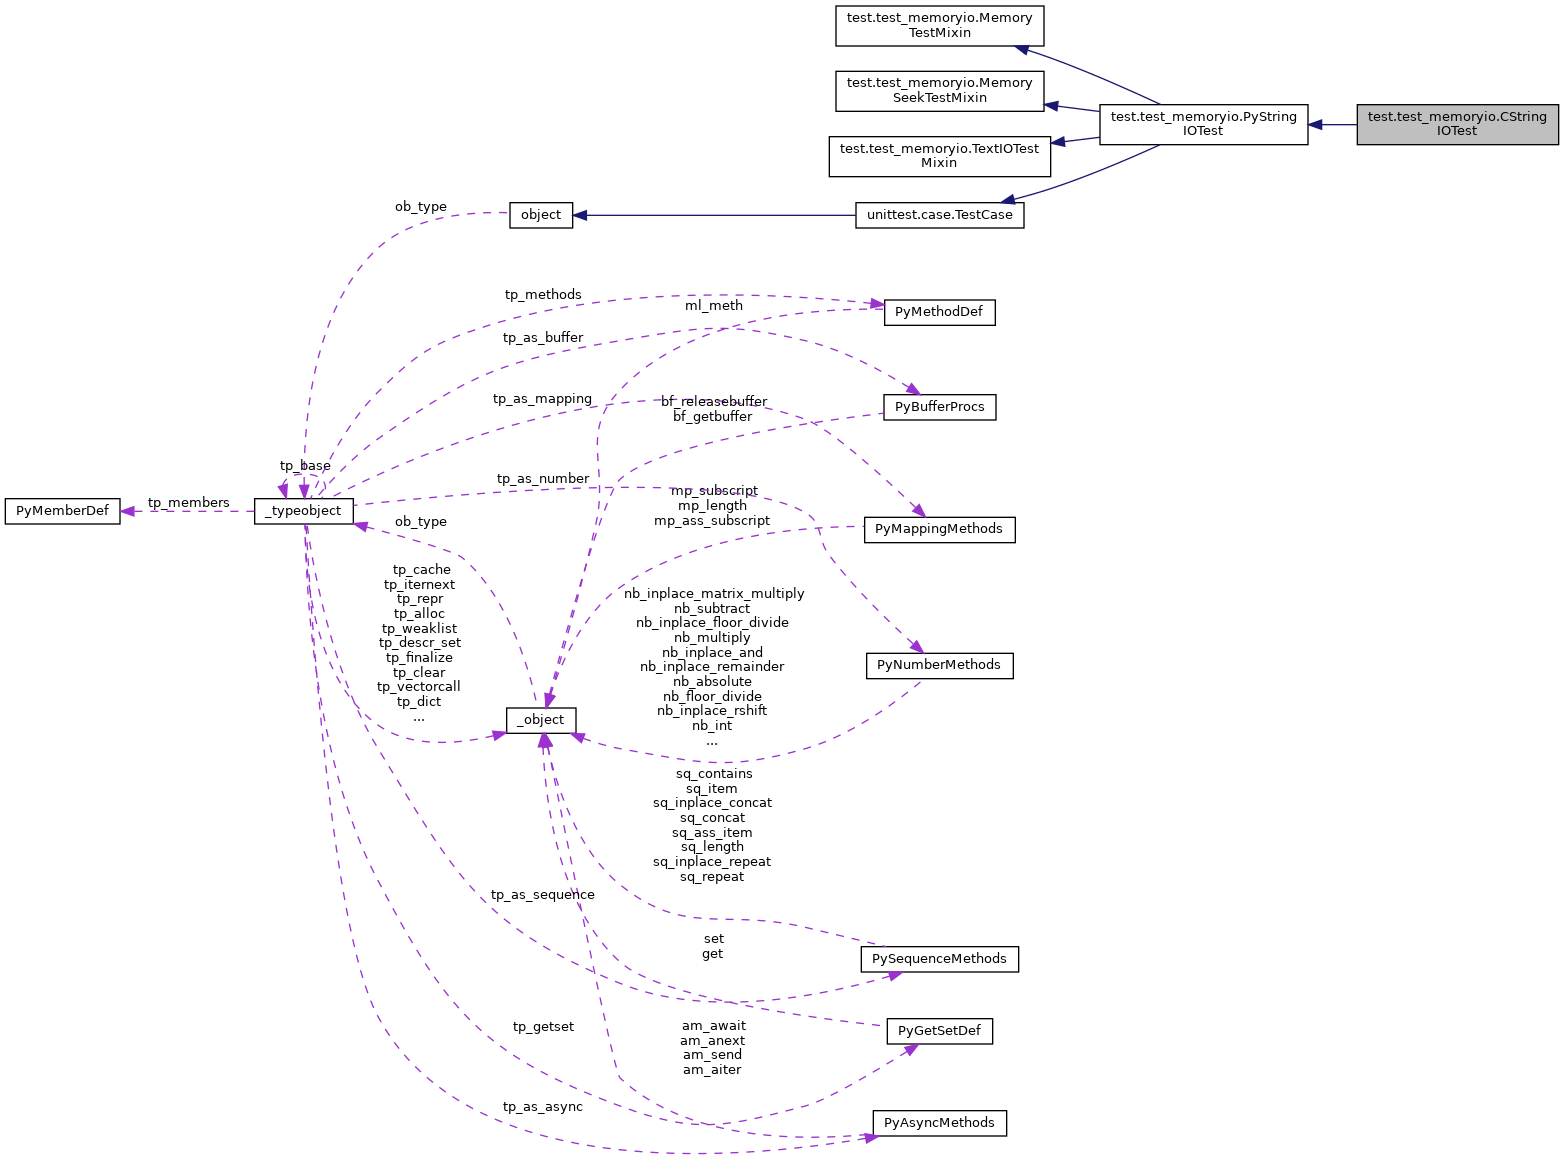 test.test_memoryio.Memory
TestMixin
test.test_memoryio.Memory
SeekTestMixin
test.test_memoryio.PyString
IOTest
test.test_memoryio.CString
IOTest
test.test_memoryio.TextIOTest
Mixin
ob_type
object
unittest.case.TestCase
tp_methods
ml_meth
PyMethodDef
tp_as_buffer
tp_as_mapping
bf_releasebuffer
bf_getbuffer
PyBufferProcs
tp_base
tp_as_number
PyMemberDef
tp_members
_typeobject
ob_type
mp_subscript
mp_length
mp_ass_subscript
PyMappingMethods
tp_cache
tp_iternext
tp_repr
tp_alloc
tp_weaklist
tp_descr_set
tp_finalize
tp_clear
tp_vectorcall
tp_dict
...
nb_inplace_matrix_multiply
nb_subtract
nb_inplace_floor_divide
nb_multiply
nb_inplace_and
nb_inplace_remainder
nb_absolute
nb_floor_divide
nb_inplace_rshift
nb_int
...
PyNumberMethods
_object
sq_contains
sq_item
sq_inplace_concat
sq_concat
sq_ass_item
sq_length
sq_inplace_repeat
sq_repeat
tp_as_sequence
set
get
PySequenceMethods
tp_getset
am_await
am_anext
am_send
am_aiter
PyGetSetDef
tp_as_async
PyAsyncMethods